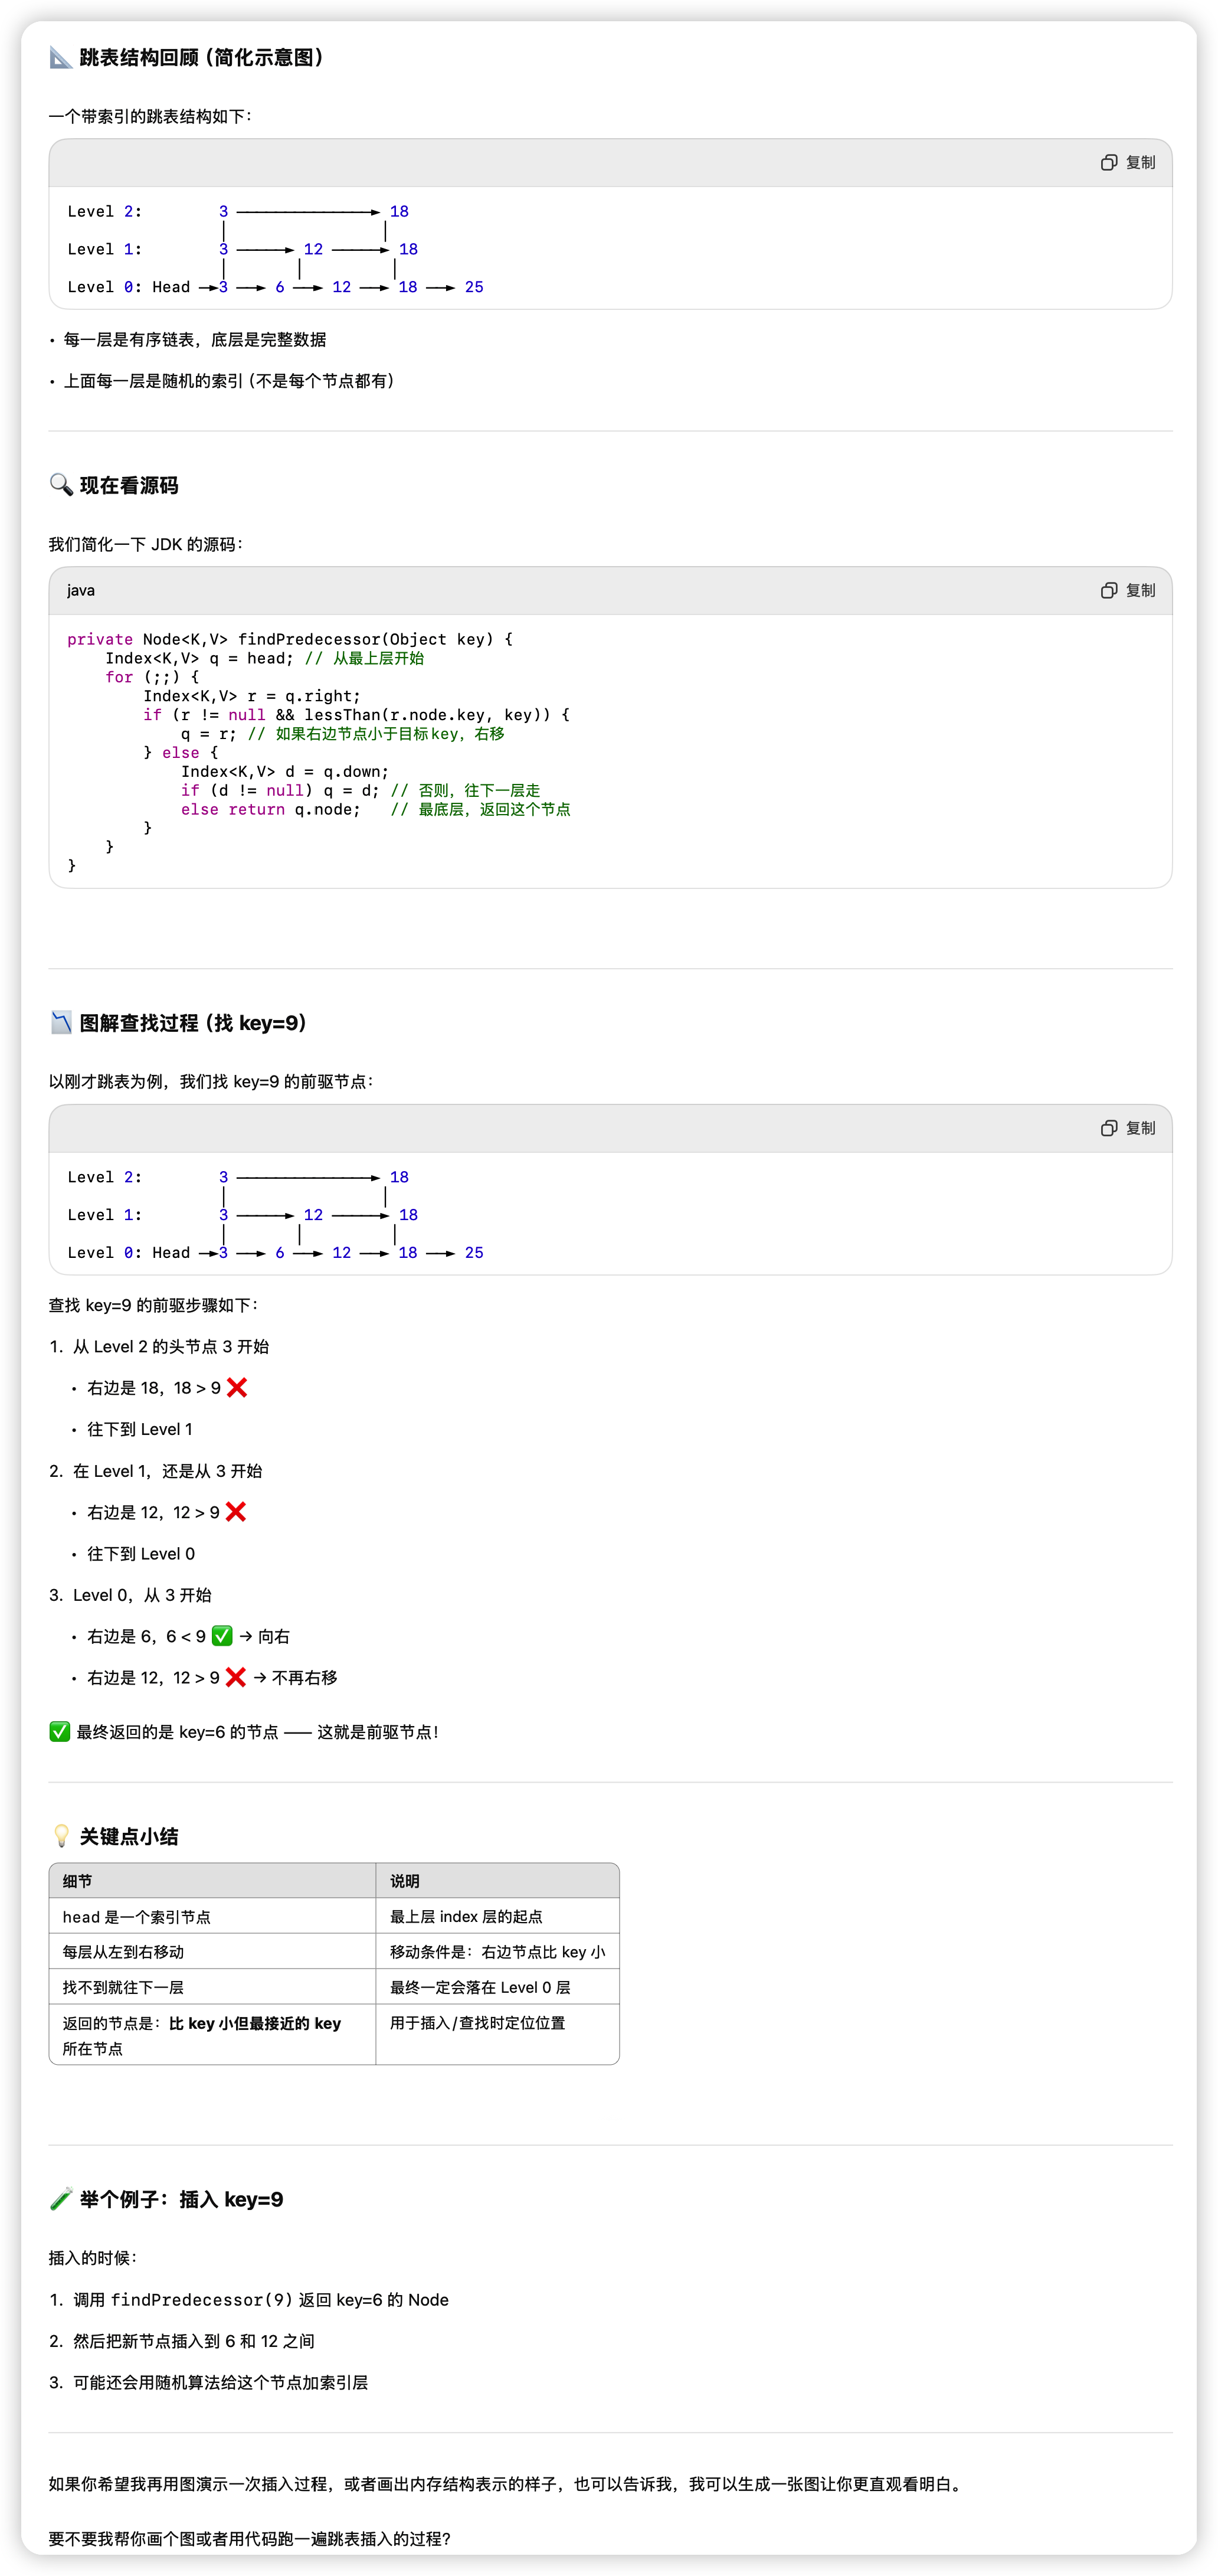 📐 跳表结构回顾（简化示意图）
一个带索引的跳表结构如下：
复制
Level 2:        3 ───────────────▶ 18
                │                 │
Level 1:        3 ──────▶ 12 ──────▶ 18
                │       │         │
Level 0: Head ─▶3 ──▶ 6 ──▶ 12 ──▶ 18 ──▶ 25
• 每一层是有序链表，底层是完整数据
• 上面每一层是随机的索引（不是每个节点都有）
🔍 现在看源码
我们简化一下 JDK 的源码：
java
复制
private Node<K,V> findPredecessor(Object key) {
    Index<K,V> q = head; // 从最上层开始
    for (;;) {
        Index<K,V> r = q.right;
        if (r != null && lessThan(r.node.key, key)) {
            q = r; // 如果右边节点小于目标key，右移
        } else {
            Index<K,V> d = q.down;
            if (d != null) q = d; // 否则，往下一层走
            else return q.node;   // 最底层，返回这个节点
        }
    }
}
📉 图解查找过程（找 key=9）
以刚才跳表为例，我们找 key=9 的前驱节点：
复制
Level 2:        3 ───────────────▶ 18
                │                 │
Level 1:        3 ──────▶ 12 ──────▶ 18
                │       │         │
Level 0: Head ─▶3 ──▶ 6 ──▶ 12 ──▶ 18 ──▶ 25
查找 key=9 的前驱步骤如下：
1. 从 Level 2 的头节点 3 开始
• 右边是 18，18 > 9 ❌
• 往下到 Level 1
2. 在 Level 1，还是从 3 开始
• 右边是 12，12 > 9 ❌
• 往下到 Level 0
3. Level 0，从 3 开始
• 右边是 6，6 < 9 ✅ → 向右
• 右边是 12，12 > 9 ❌ → 不再右移
✅ 最终返回的是 key=6 的节点 —— 这就是前驱节点！
💡 关键点小结
细节 说明
head 是一个索引节点 最上层 index 层的起点
每层从左到右移动 移动条件是：右边节点比 key 小
找不到就往下一层 最终一定会落在 Level 0 层
返回的节点是：比 key 小但最接近的 key 用于插入/查找时定位位置
所在节点
🧪 举个例子：插入 key=9
插入的时候：
1. 调用 findPredecessor(9) 返回 key=6 的 Node
2. 然后把新节点插入到 6 和 12 之间
3. 可能还会用随机算法给这个节点加索引层
如果你希望我再用图演示一次插入过程，或者画出内存结构表示的样子，也可以告诉我，我可以生成一张图让你更直观看明白。
要不要我帮你画个图或者用代码跑一遍跳表插入的过程？